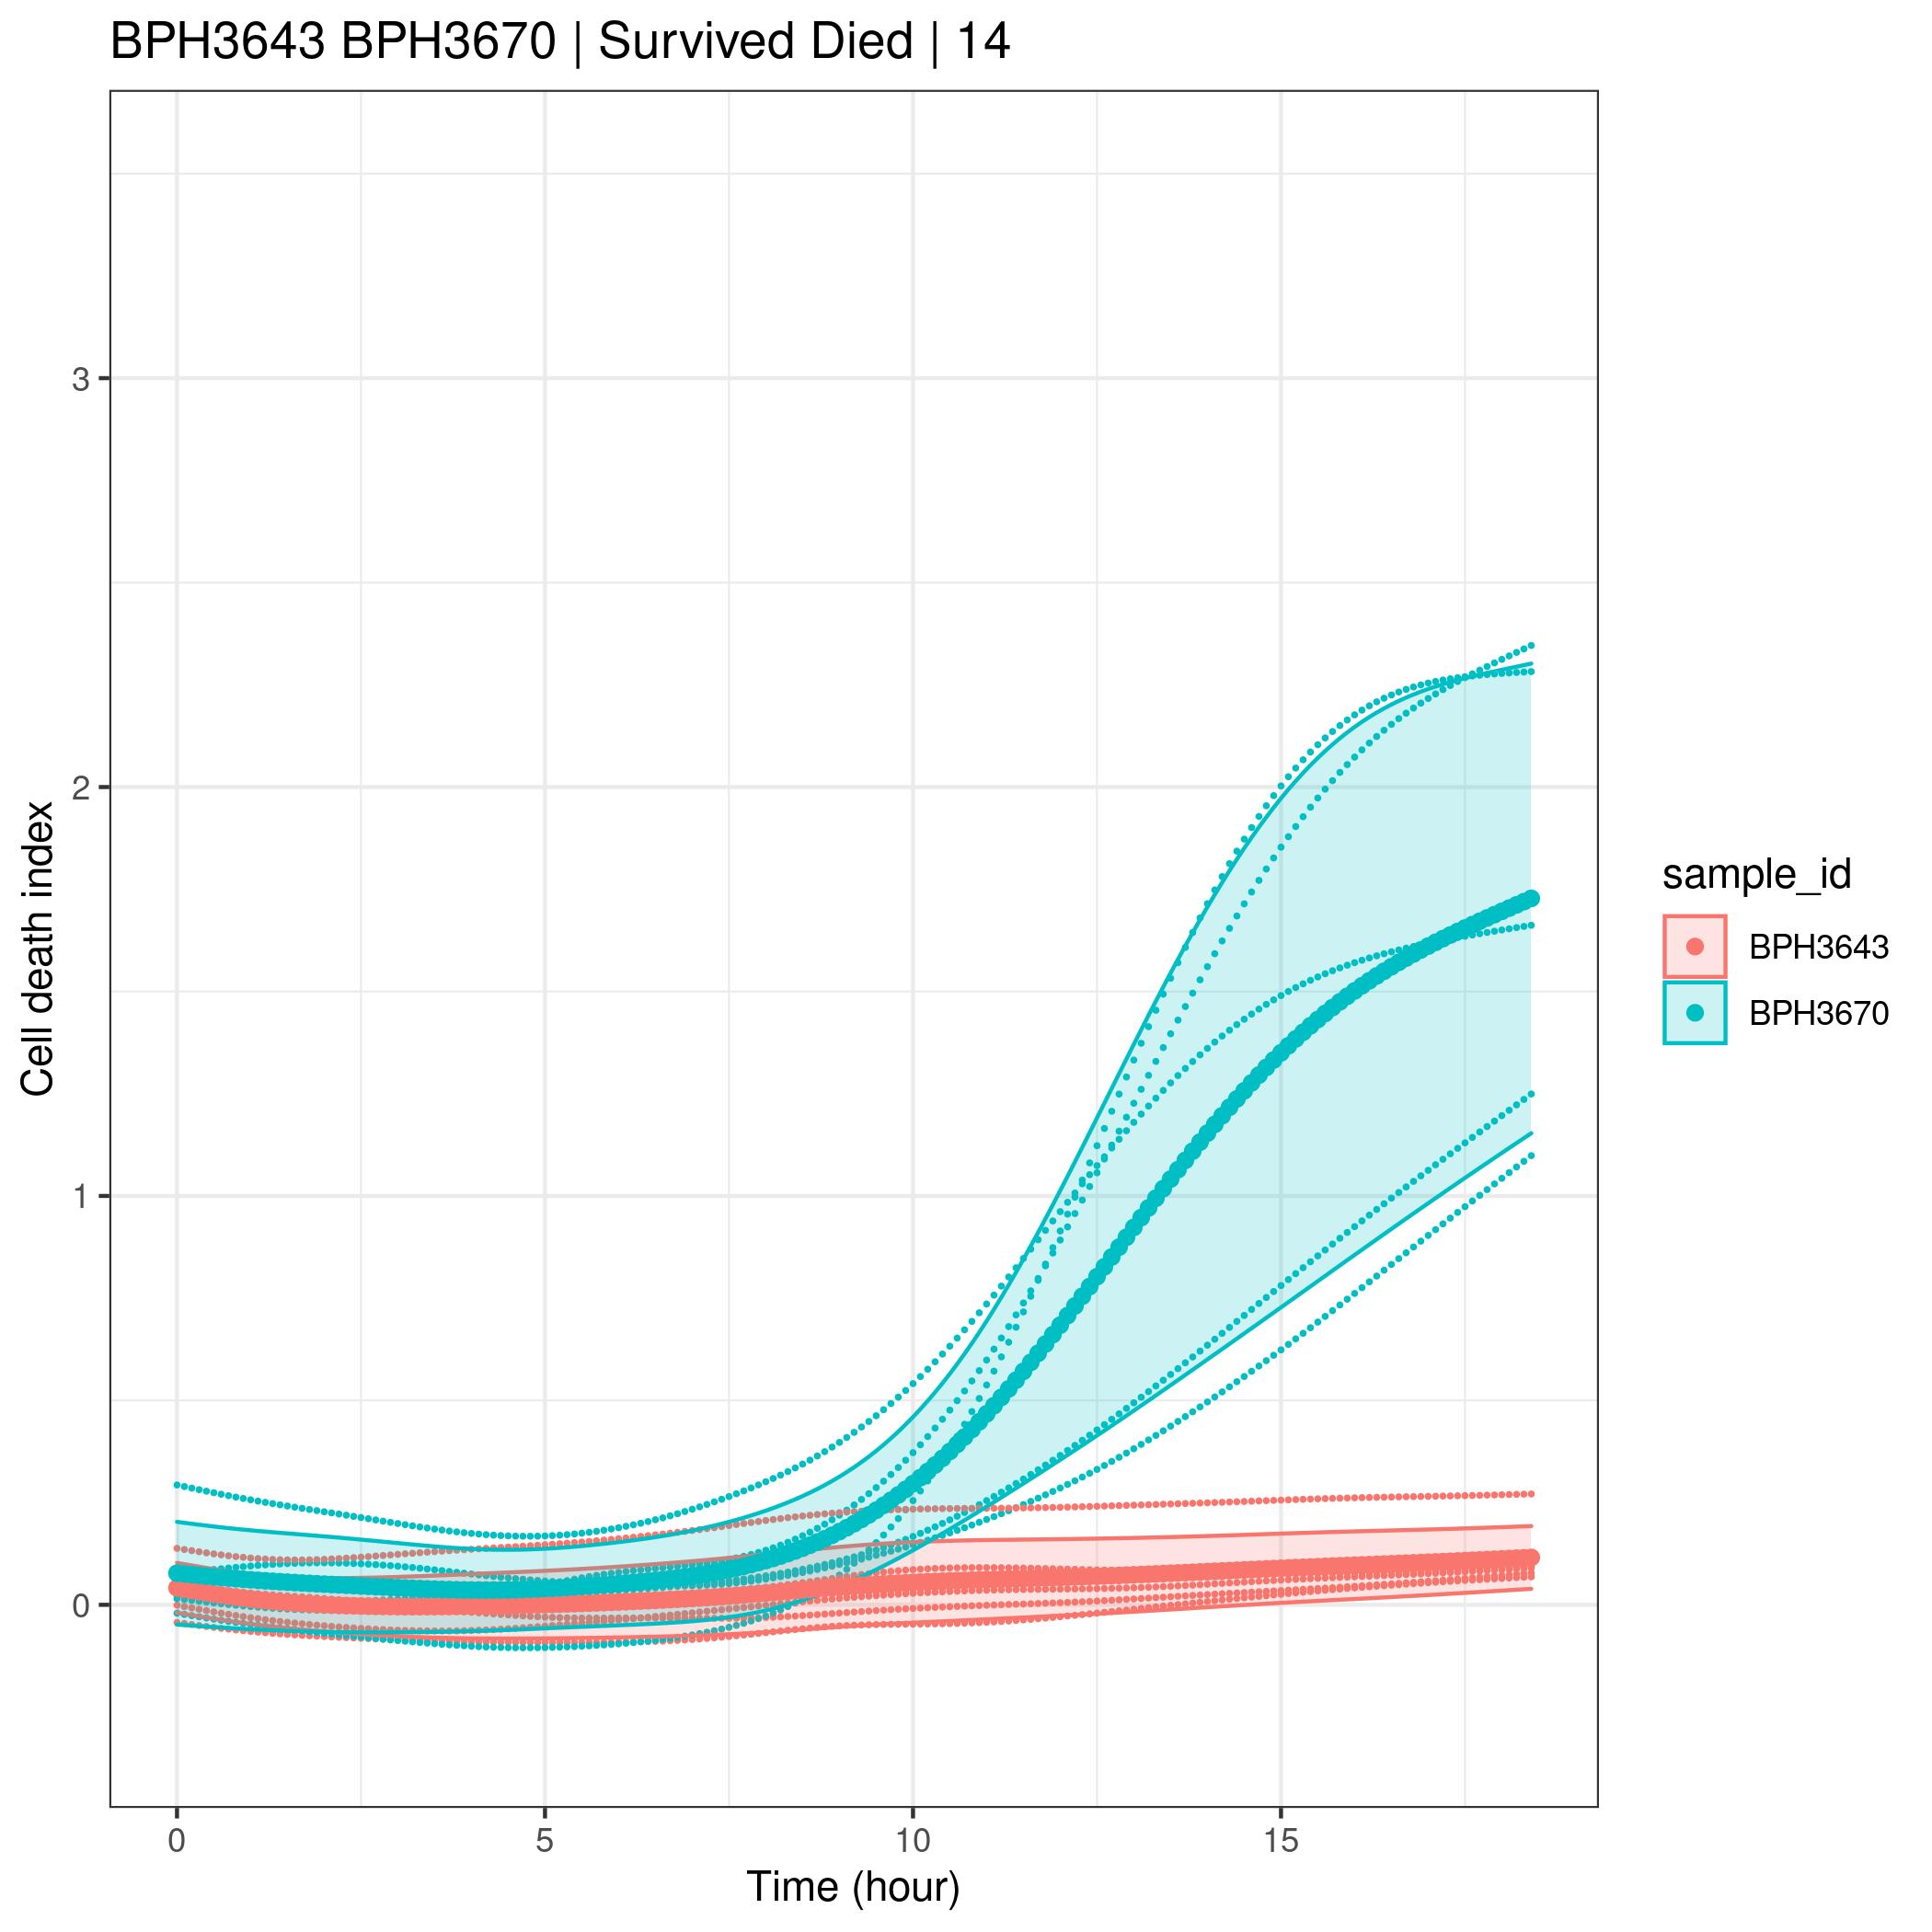 BPH3643 BPH3670 | Survived Died | 14
3
2
1
0
Cell death index
0 5 10 15
Time (hour)
sample_id
BPH3643
BPH3670